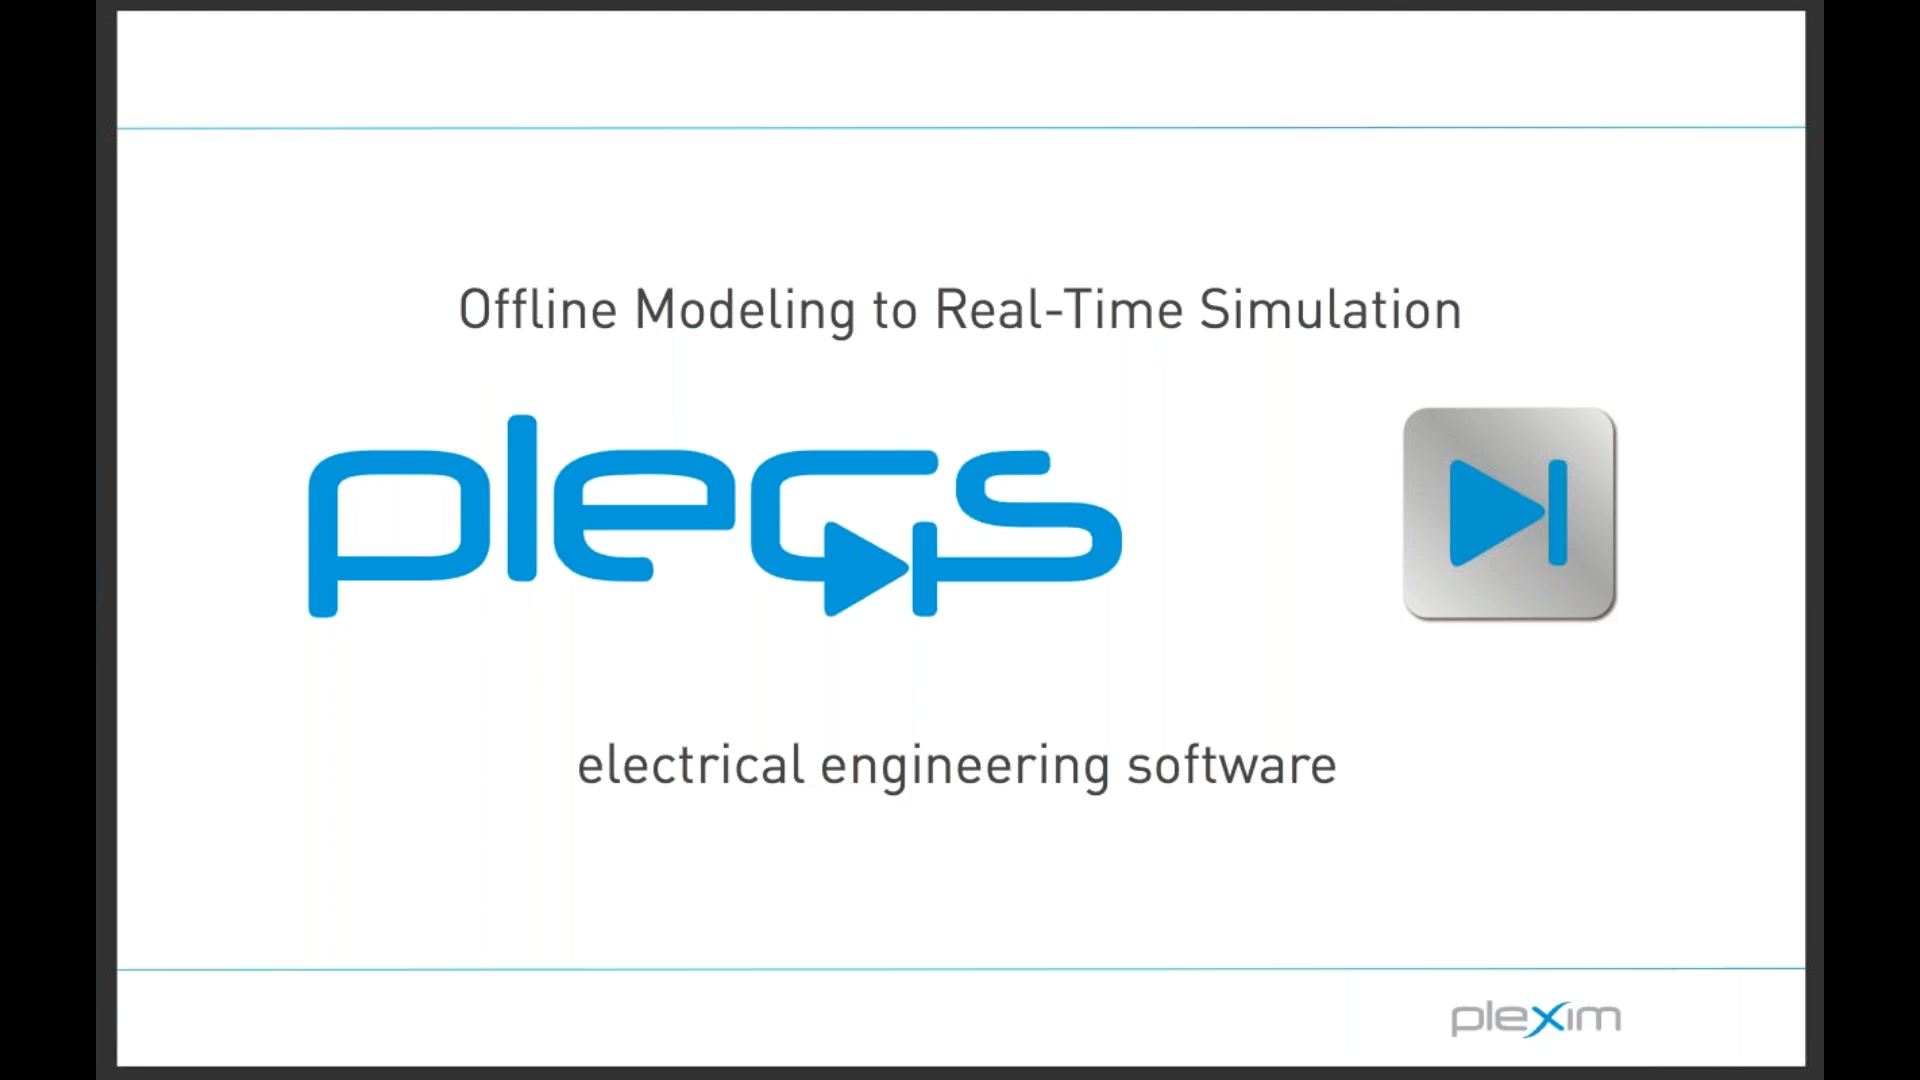 Offline Modeling to Real-Time Simulation
plecs
electrical engineering software
plexim